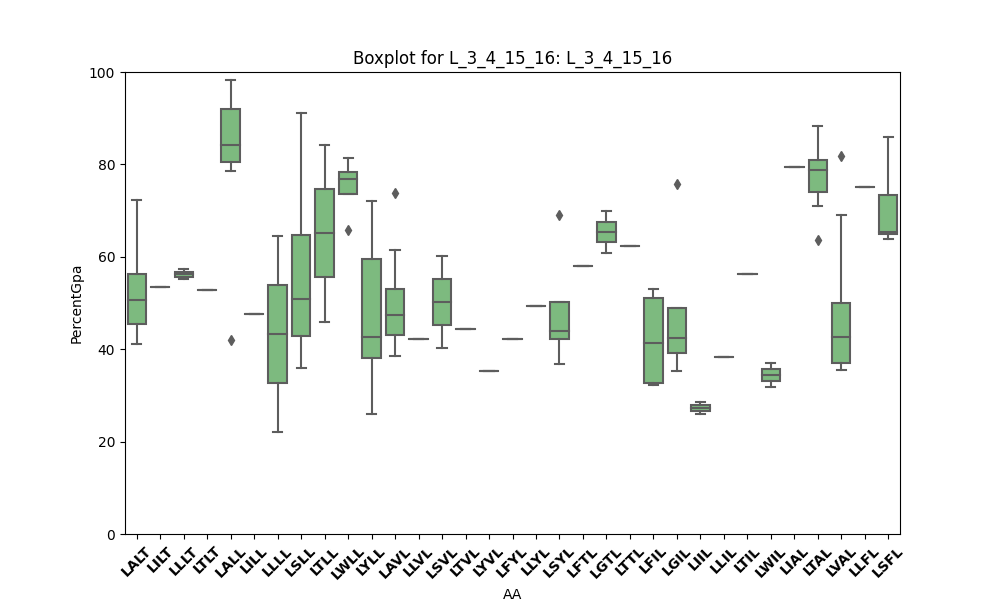 Boxplot for L_3_4_15_16: L_3_4_15_16
PercentGpa
100
80
60
40
20
0
LALT LILT LLLT LTLT LALL LILL LLLL LSLL LTLL LWLL LYLL LAVL LLVL LSVL LTVL LYVL LFYL LLYL LSYL LFTL LGTL LTTL LFIL LGIL LIIL LLIL LTIL LWIL LIAL LTAL LVAL LLFL LSFL
AA